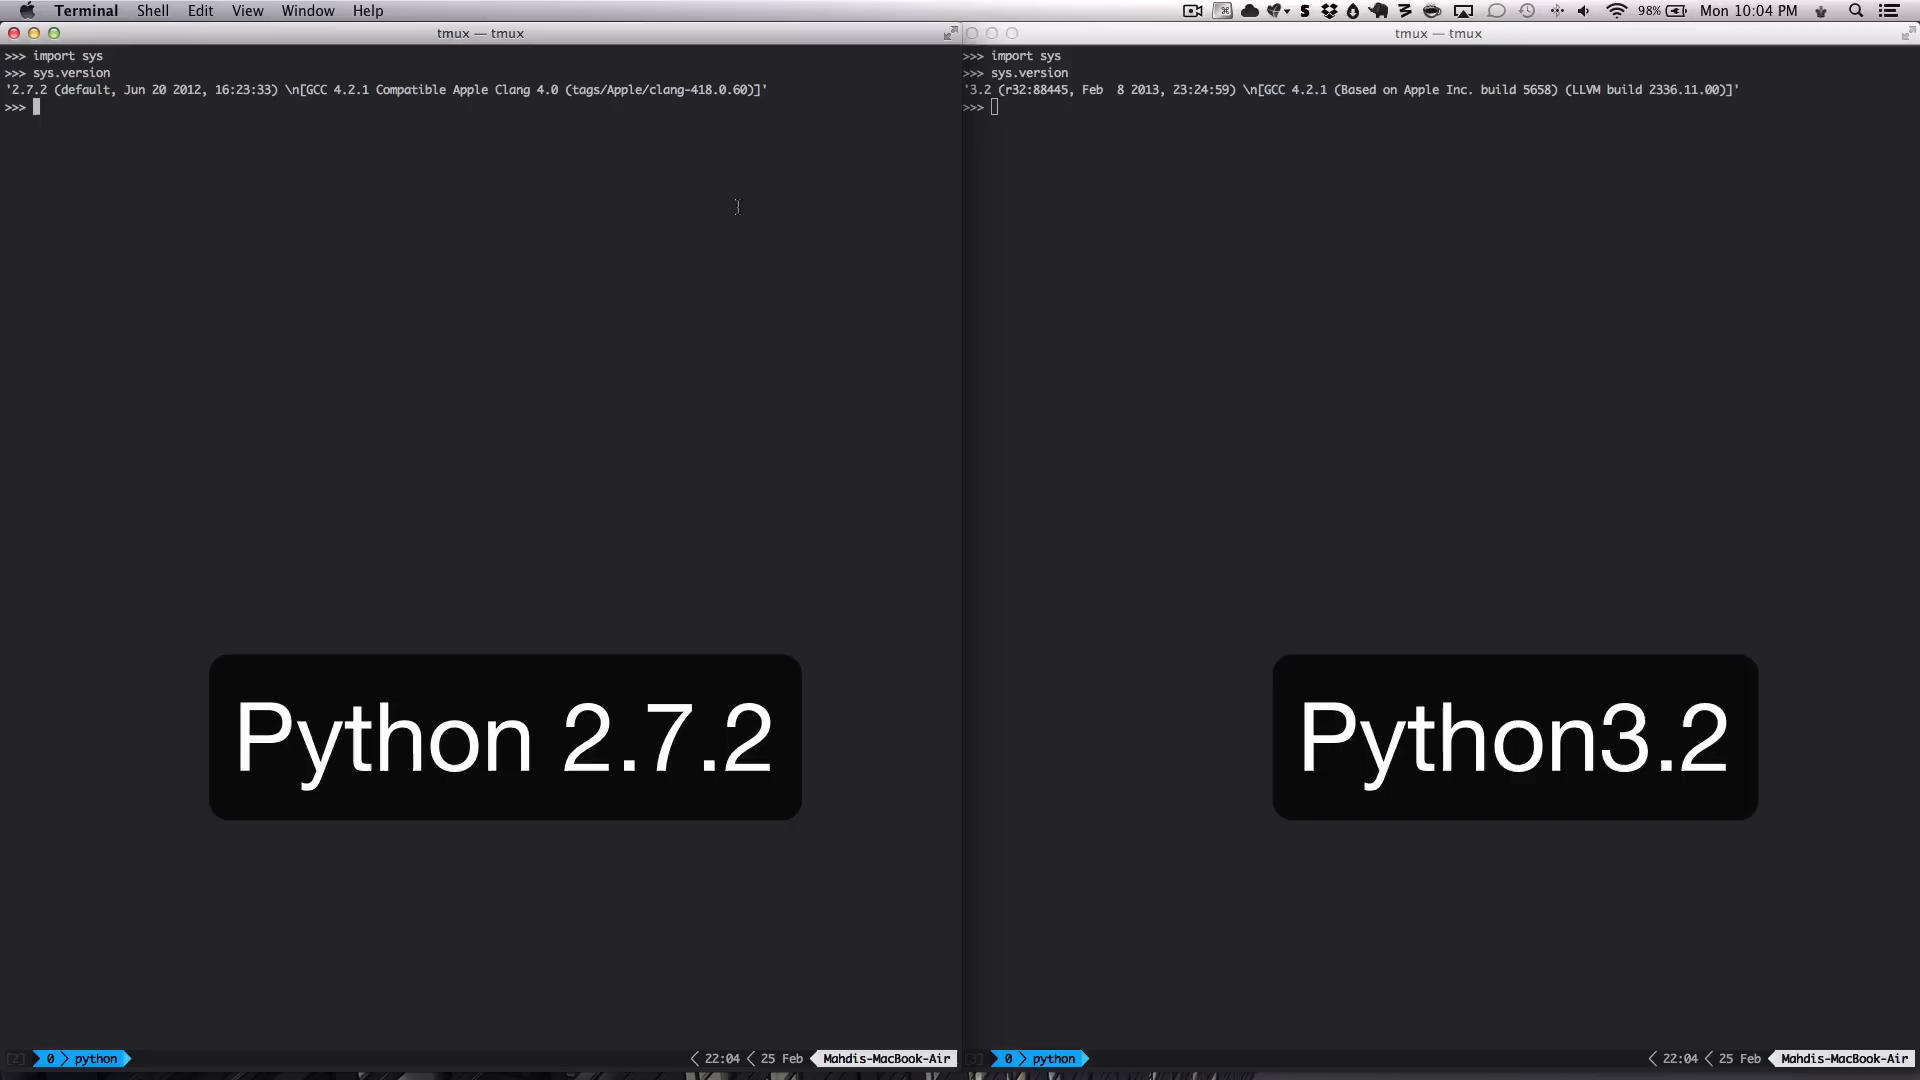 Terminal Shell Edit View Window Help 98% Mon 10:04 PM
tmux — tmux
>>> import sys
>>> sys.version
'2.7.2 (default, Jun 20 2012, 16:23:33) \n[GCC 4.2.1 Compatible Apple Clang 4.0 (tags/Apple/clang-418.0.60)]'
>>>
Python 2.7.2
[2] 0 python 22:04 25 Feb Mahdis-MacBook-Air
tmux — tmux
>>> import sys
>>> sys.version
'3.2 (r32:88445, Feb  8 2013, 23:24:59) \n[GCC 4.2.1 (Based on Apple Inc. build 5658) (LLVM build 2336.11.00)]'
>>>
Python3.2
[3] 0 python 22:04 25 Feb Mahdis-MacBook-Air